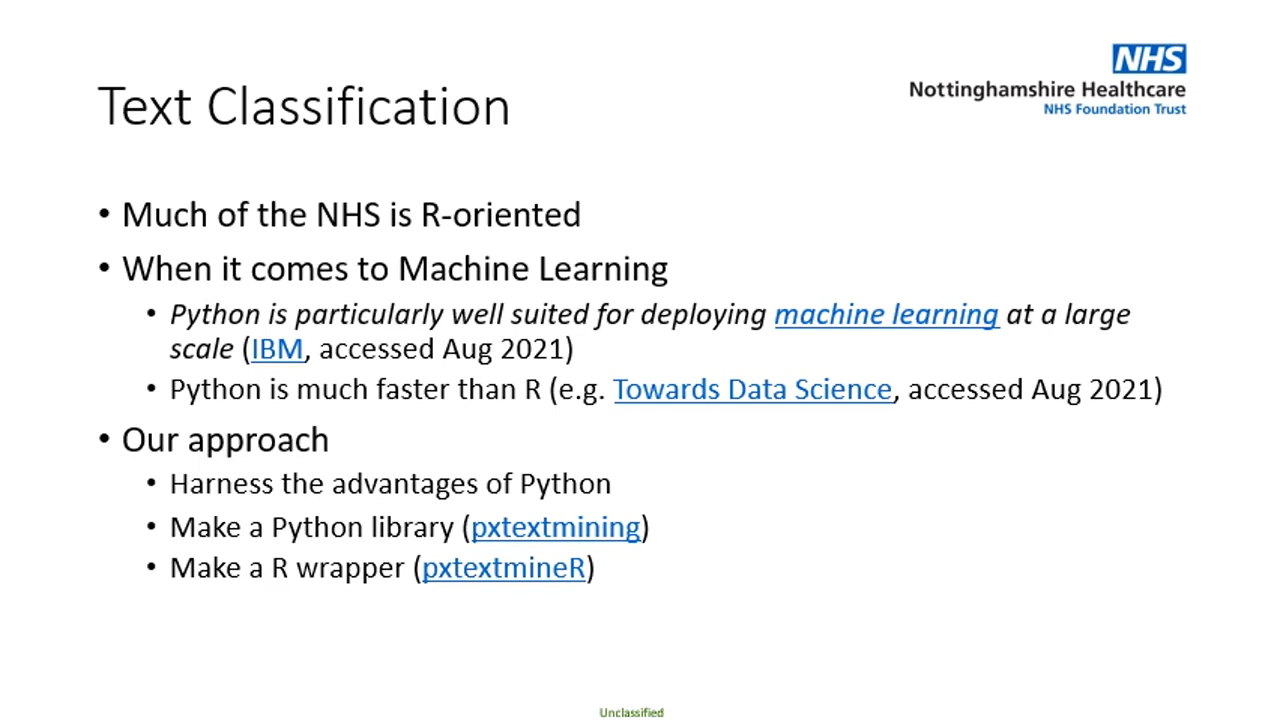 NHS
Nottinghamshire Healthcare
NHS Foundation Trust
Text Classification
• Much of the NHS is R-oriented
• When it comes to Machine Learning
• Python is particularly well suited for deploying machine learning at a large
scale (IBM, accessed Aug 2021)
• Python is much faster than R (e.g. Towards Data Science, accessed Aug 2021)
• Our approach
• Harness the advantages of Python
• Make a Python library (pxtextmining)
• Make a R wrapper (pxtextmineR)
Unclassified